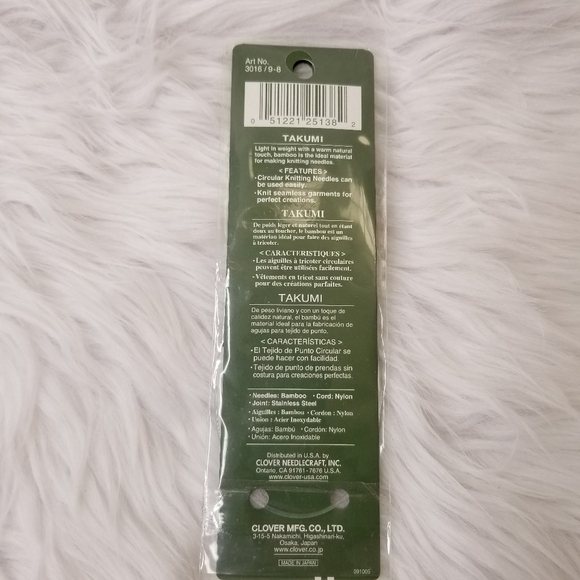 Art No.
3016 / 9-8
0 51221 25138 2
TAKUMI
Light in weight with a warm natural
touch, bamboo is the ideal material
for making knitting needles.
< FEATURES >
・Circular Knitting Needles can
be used easily.
・Knit seamless garments for
perfect creations.
TAKUMI
De poids léger et naturel tout en étant
doux au toucher, le bambou est un
matériau idéal pour faire des aiguilles
à tricoter.
< CARACTERISTIQUES >
・Les aiguilles à tricoter circulaires
peuvent être utilisées facilement.
・Vêtements en tricot sans couture
pour des créations parfaites.
TAKUMI
De peso liviano y con un toque de
calidez natural, el bambú es el
material ideal para la fabricación de
agujas para tejido de punto.
< CARACTERÍSTICAS >
・El Tejido de Punto Circular se
puede hacer con facilidad.
・Tejido de punto de prendas sin
costura para creaciones perfectas.
・Needles: Bamboo ・Cord: Nylon
・Joint: Stainless Steel
・Aiguilles : Bambou ・Cordon : Nylon
・Union : Acier Inoxydable
・Agujas: Bambú ・Cordón: Nylon
・Unión: Acero Inoxidable
Distributed in U.S.A. by
CLOVER NEEDLECRAFT, INC.
Ontario, CA 91761 - 7676 U.S.A.
www.clover-usa.com
CLOVER MFG. CO., LTD.
3-15-5 Nakamichi, Higashinari-ku,
Osaka, Japan
www.clover.co.jp
MADE IN JAPAN